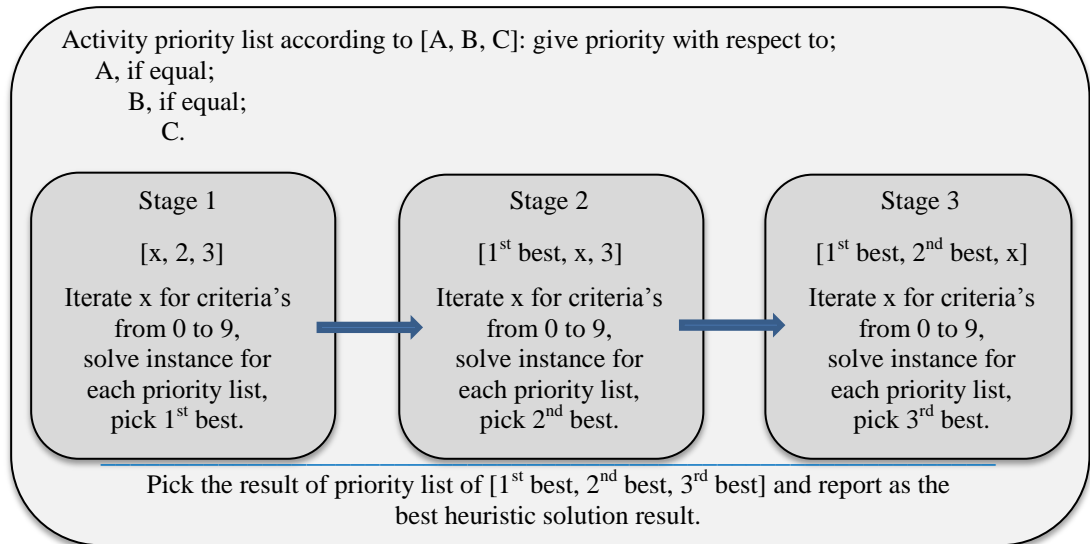 Activity priority list according to [A, B, C]: give priority with respect to;
A, if equal;
B, if equal;
C.
Stage 1
[x, 2, 3]
Iterate x for criteria's
from 0 to 9,
solve instance for
each priority list,
pick 1st best.
Stage 2
[1st best, x, 3]
Iterate x for criteria's
from 0 to 9,
solve instance for
each priority list,
pick 2nd best.
Stage 3
[1st best, 2nd best, x]
Iterate x for criteria's
from 0 to 9,
solve instance for
each priority list,
pick 3rd best.
Pick the result of priority list of [1st best, 2nd best, 3rd best] and report as the
best heuristic solution result.